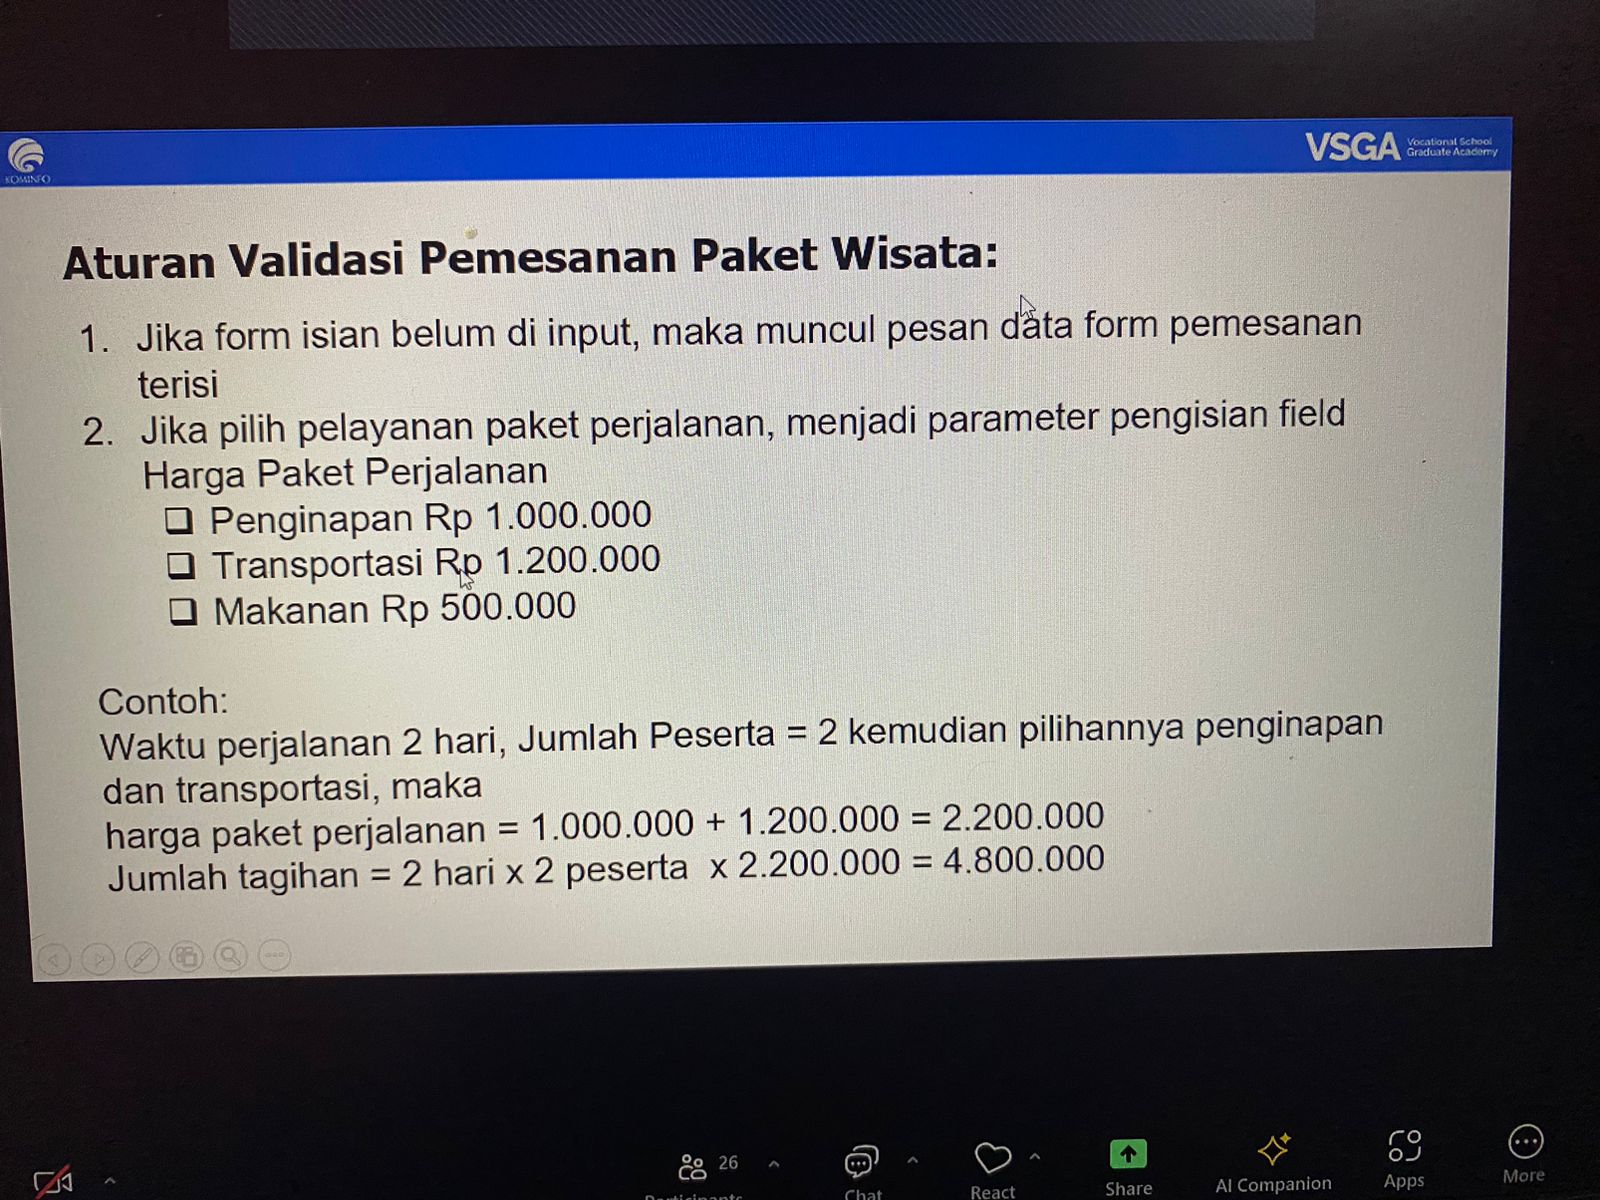 KOMINFO
VSGA
Vocational School
Graduate Academy
Aturan Validasi Pemesanan Paket Wisata:
1. Jika form isian belum di input, maka muncul pesan data form pemesanan
terisi
2. Jika pilih pelayanan paket perjalanan, menjadi parameter pengisian field
Harga Paket Perjalanan
Penginapan Rp 1.000.000
Transportasi Rp 1.200.000
Makanan Rp 500.000
Contoh:
Waktu perjalanan 2 hari, Jumlah Peserta = 2 kemudian pilihannya penginapan
dan transportasi, maka
harga paket perjalanan = 1.000.000 + 1.200.000 = 2.200.000
Jumlah tagihan = 2 hari x 2 peserta x 2.200.000 = 4.800.000
26
Participants
Chat
React
Share
AI Companion
Apps
More